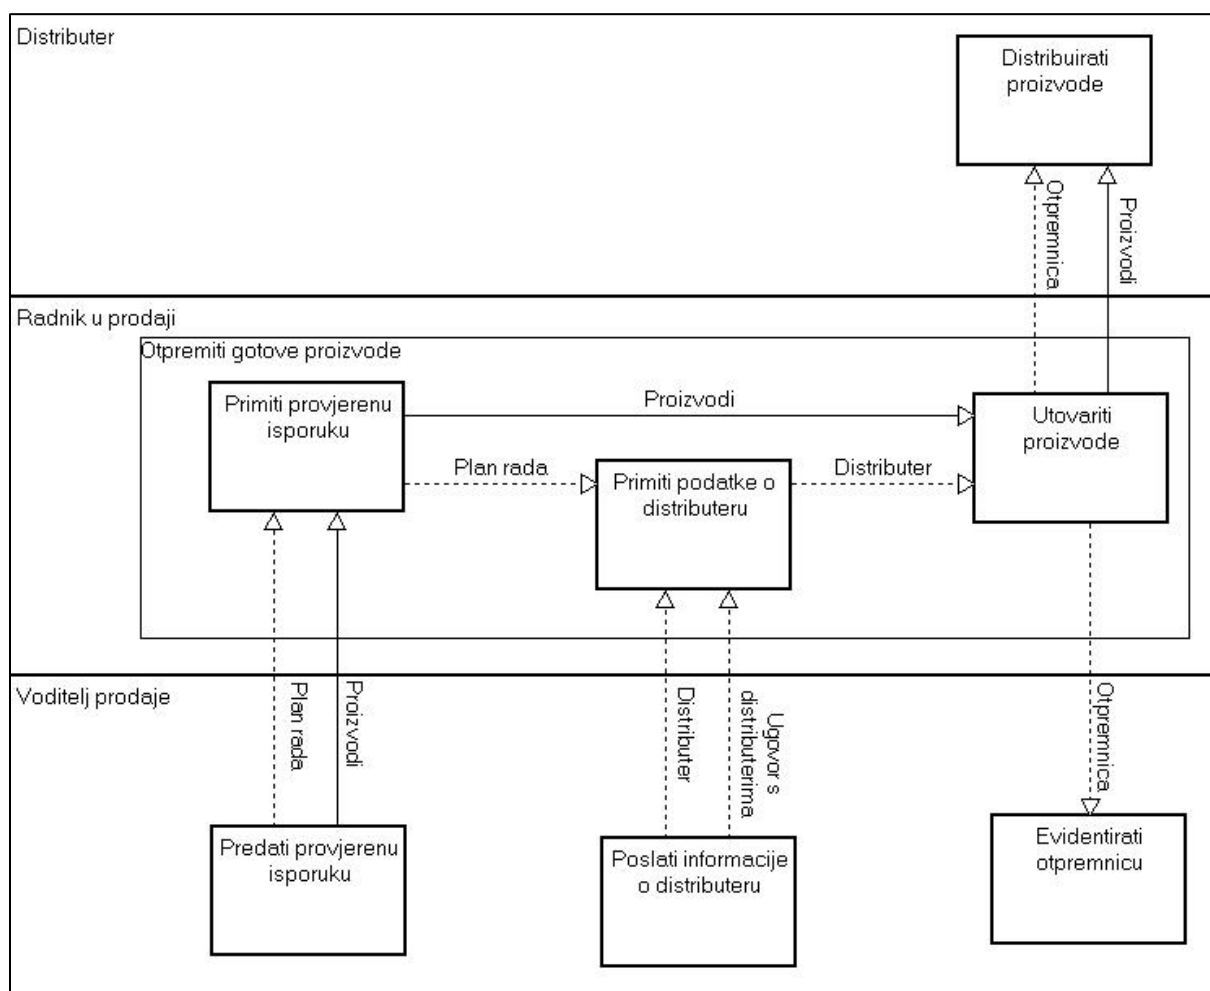 Distributer
Distribuirati
proizvode
Otpremnica
Proizvodi
Radnik u prodaji
Otpremiti gotove proizvode
Primiti provjerenu
isporuku
Proizvodi
Utovariti
proizvode
Plan rada
Primiti podatke o
distributeru
Distributer
Voditelj prodaje
Plan rada
Proizvodi
Distributer
Ugovor s
distributerima
Otpremnica
Predati provjerenu
isporuku
Poslati informacije
o distributeru
Evidentirati
otpremnicu